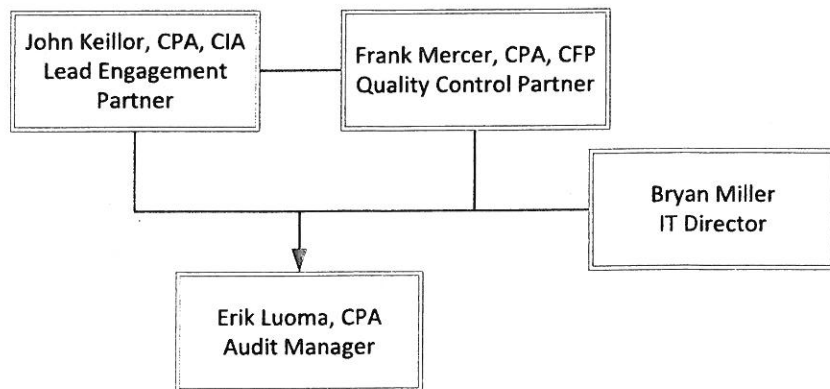 John Keillor, CPA, CIA
Lead Engagement
Partner
Frank Mercer, CPA, CFP
Quality Control Partner
Bryan Miller
IT Director
Erik Luoma, CPA
Audit Manager